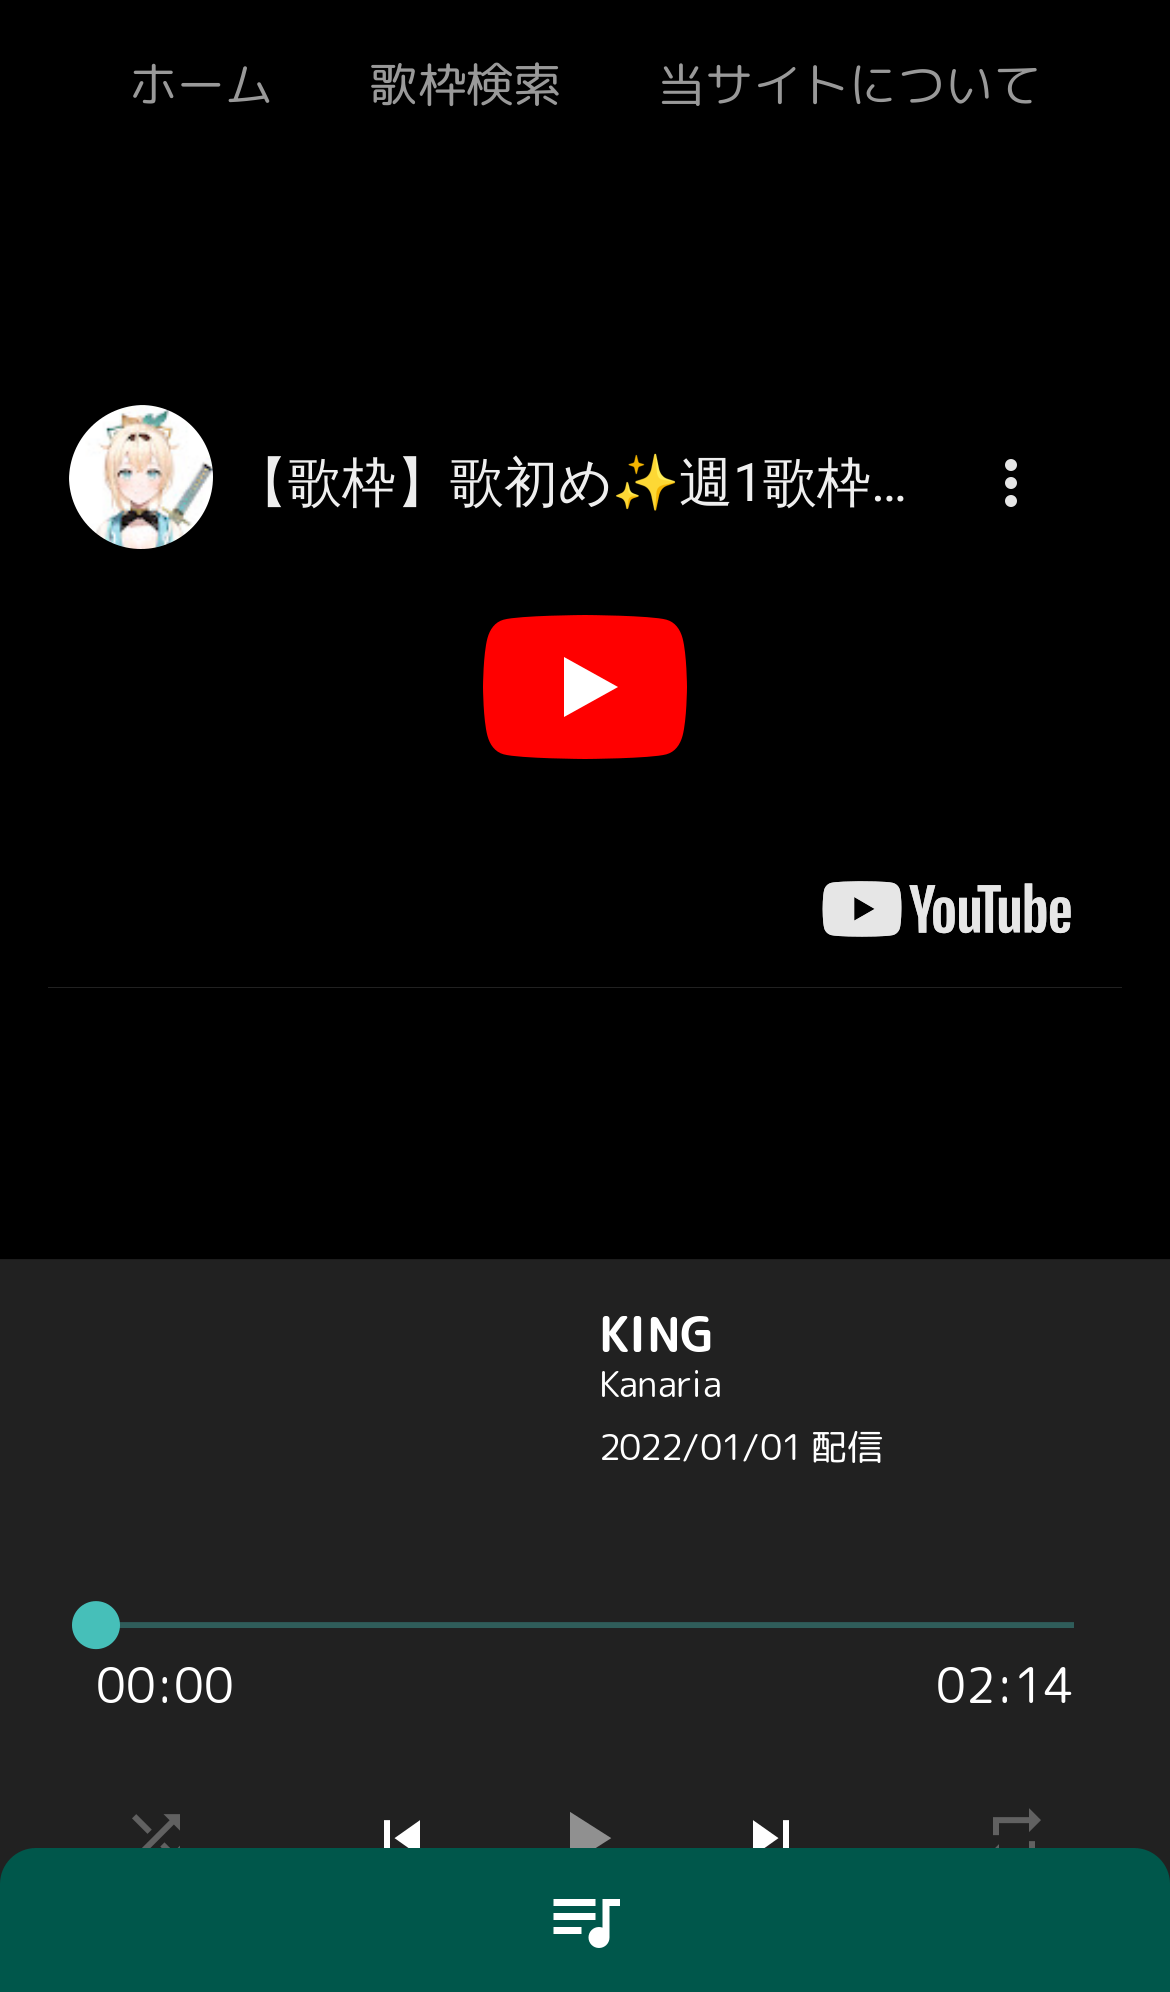 ホーム 歌枠検索 当サイトについて
【歌枠】歌初め✨週1歌枠...
YouTube
KING
Kanaria
2022/01/01 配信
00:00 02:14